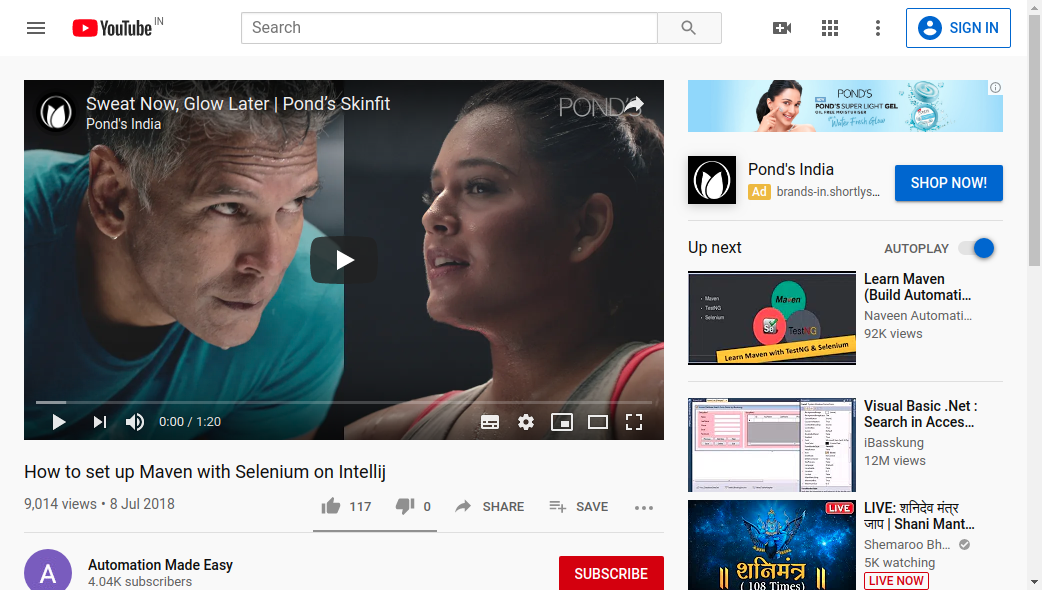 YouTube IN
Search
SIGN IN
Sweat Now, Glow Later | Pond's Skinfit
Pond's India
POND'S
0:00 / 1:20
How to set up Maven with Selenium on Intellij
9,014 views • 8 Jul 2018
117
0
SHARE
SAVE
A
Automation Made Easy
4.04K subscribers
SUBSCRIBE
POND'S
NEW
POND'S SUPER LIGHT GEL
OIL FREE MOISTURISER
Water Fresh Glow
Pond's India
Ad brands-in.shortlys...
SHOP NOW!
Up next
AUTOPLAY
Maven
TestNG
Selenium
Maven
Se
TestNG
Learn Maven with TestNG & Selenium
Learn Maven
(Build Automati...
Naveen Automati...
92K views
Visual Basic .Net :
Search in Acces...
iBasskung
12M views
LIVE
|| शनिमंत्र ||
( 108 Times)
LIVE: शनिदेव मंत्र
जाप | Shani Mant...
Shemaroo Bh...
5K watching
LIVE NOW